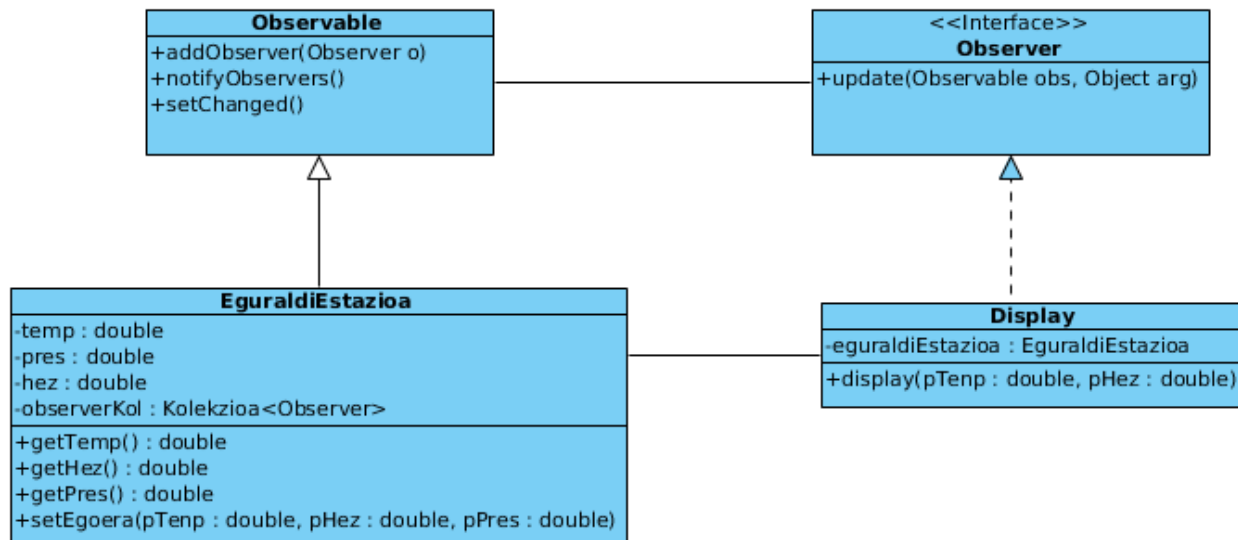 Observable
+addObserver(Observer o)
+notifyObservers()
+setChanged()
<<Interface>>
Observer
+update(Observable obs, Object arg)
EguraldiEstazioa
-temp : double
-pres : double
-hez : double
-observerKol : Kolekzioa<Observer>
+getTemp() : double
+getHez() : double
+getPres() : double
+setEgoera(pTenp : double, pHez : double, pPres : double)
Display
-eguraldiEstazioa : EguraldiEstazioa
+display(pTenp : double, pHez : double)